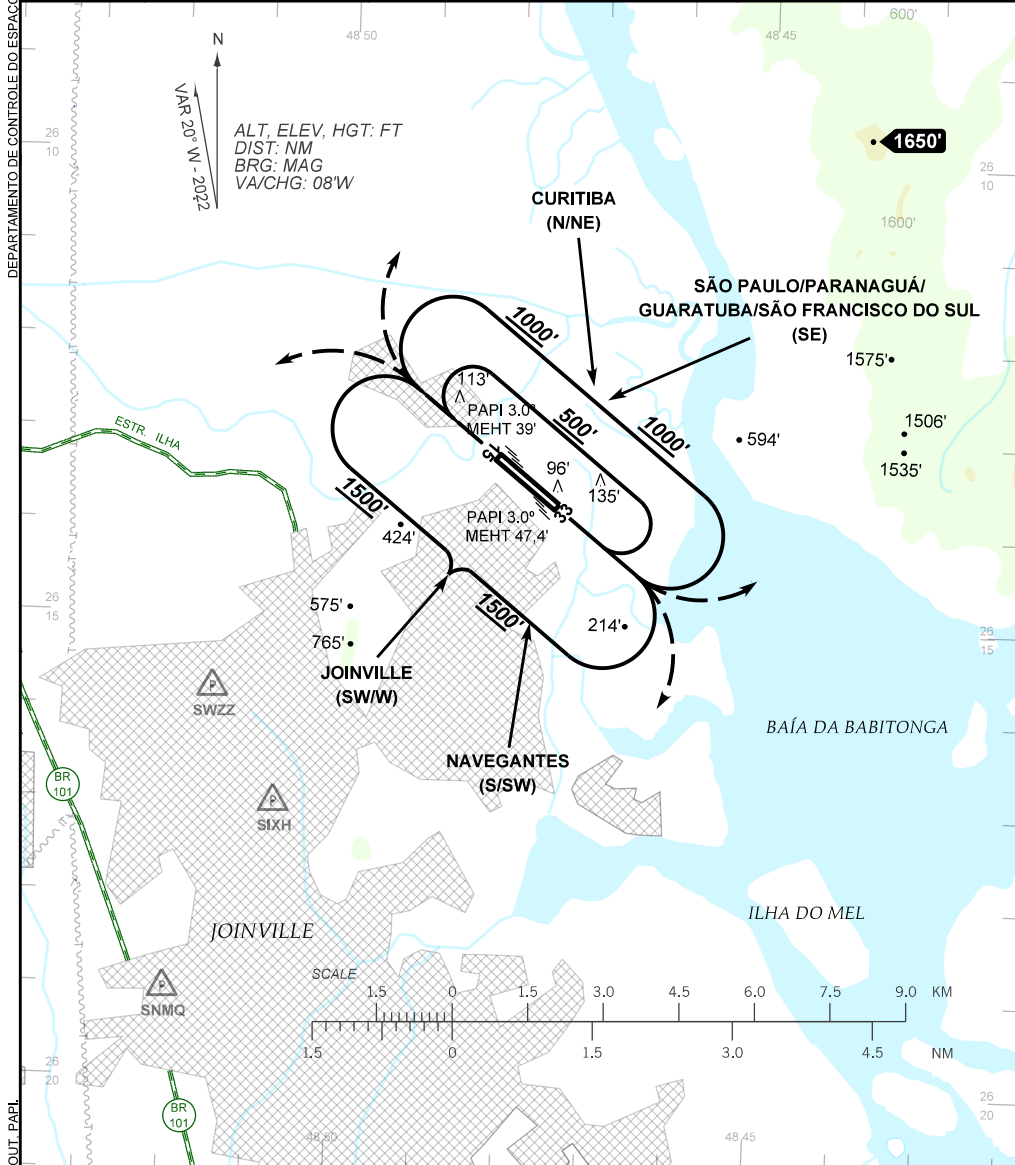 DEPARTAMENTO DE CONTROLE DO ESPAÇO
OUT. PAPI.
48 50
48 45
600'
N
VAR 20° W - 2022
ALT, ELEV, HGT: FT
DIST: NM
BRG: MAG
VA/CHG: 08'W
26
10
1650'
26
10
CURITIBA
(N/NE)
1600'
SÃO PAULO/PARANAGUÁ/
GUARATUBA/SÃO FRANCISCO DO SUL
(SE)
1000'
1575'
113'
PAPI 3.0°
MEHT 39'
500'
1000'
594'
1506'
1535'
ESTR. ILHA
15
96'
135'
33
1500'
424'
PAPI 3.0°
MEHT 47,4'
26
15
575'
765'
1500'
214'
26
15
JOINVILLE
(SW/W)
SWZZ
P
BAÍA DA BABITONGA
NAVEGANTES
(S/SW)
BR
101
P
SIXH
ILHA DO MEL
JOINVILLE
SCALE
P
SNMQ
1.5 0 1.5 3.0 4.5 6.0 7.5 9.0 KM
1.5 0 1.5 3.0 4.5 NM
26
20
BR
101
26
20
48 50
48 45